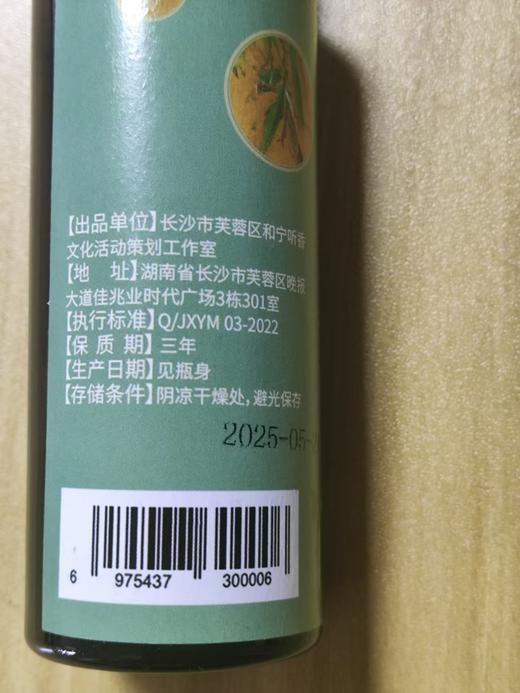 【出品单位】长沙市芙蓉区和宁听香
文化活动策划工作室
【地 址】湖南省长沙市芙蓉区晚报
大道佳兆业时代广场3栋301室
【执行标准】Q/JXYM 03-2022
【保 质 期】三年
【生产日期】见瓶身
【存储条件】阴凉干燥处，避光保存
2025-05-
6 975437 300006